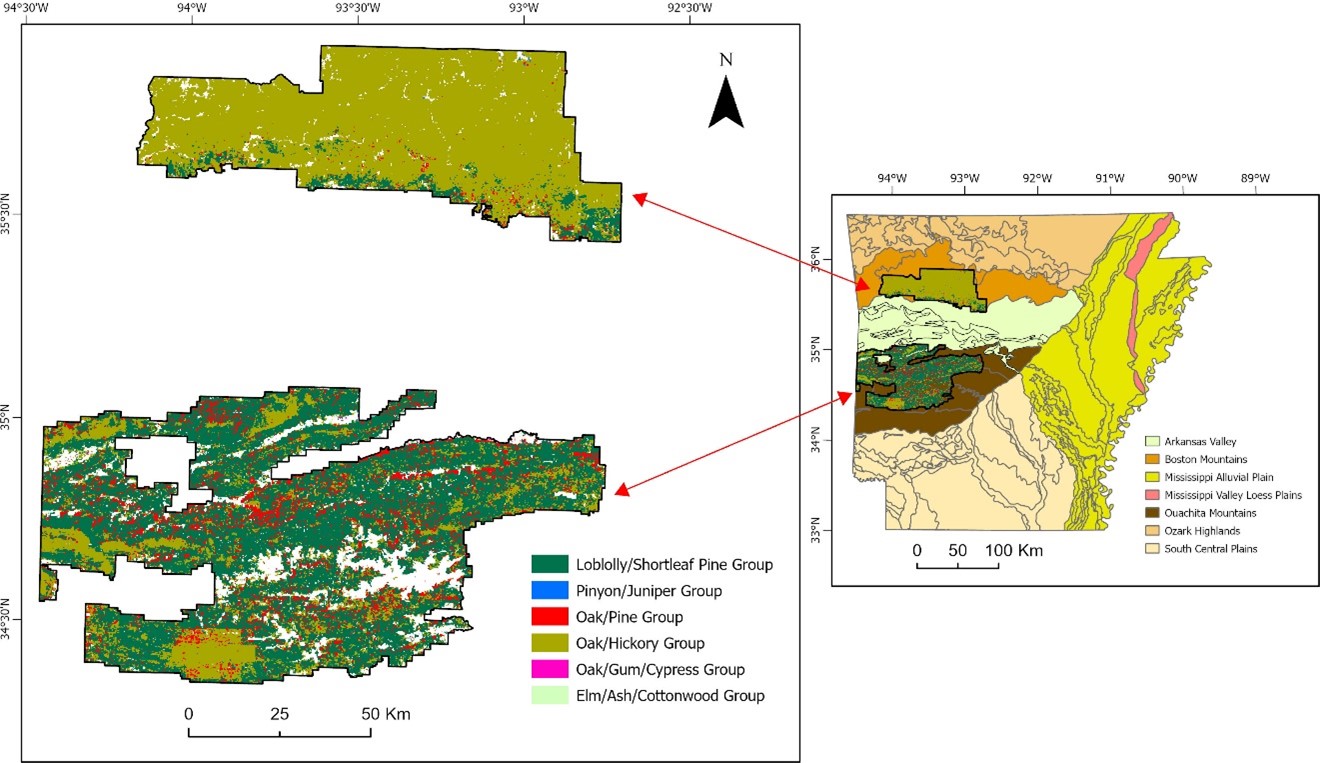 94°30'W 94°W 93°30'W 93°W 92°30'W
N
35°30'N
35°N
34°30'N
Loblolly/Shortleaf Pine Group
Pinyon/Juniper Group
Oak/Pine Group
Oak/Hickory Group
Oak/Gum/Cypress Group
Elm/Ash/Cottonwood Group
0 25 50 Km
94°W 93°W 92°W 91°W 90°W 89°W
36°N
35°N
34°N
33°N
Arkansas Valley
Boston Mountains
Mississippi Alluvial Plain
Mississippi Valley Loess Plains
Ouachita Mountains
Ozark Highlands
South Central Plains
0 50 100 Km